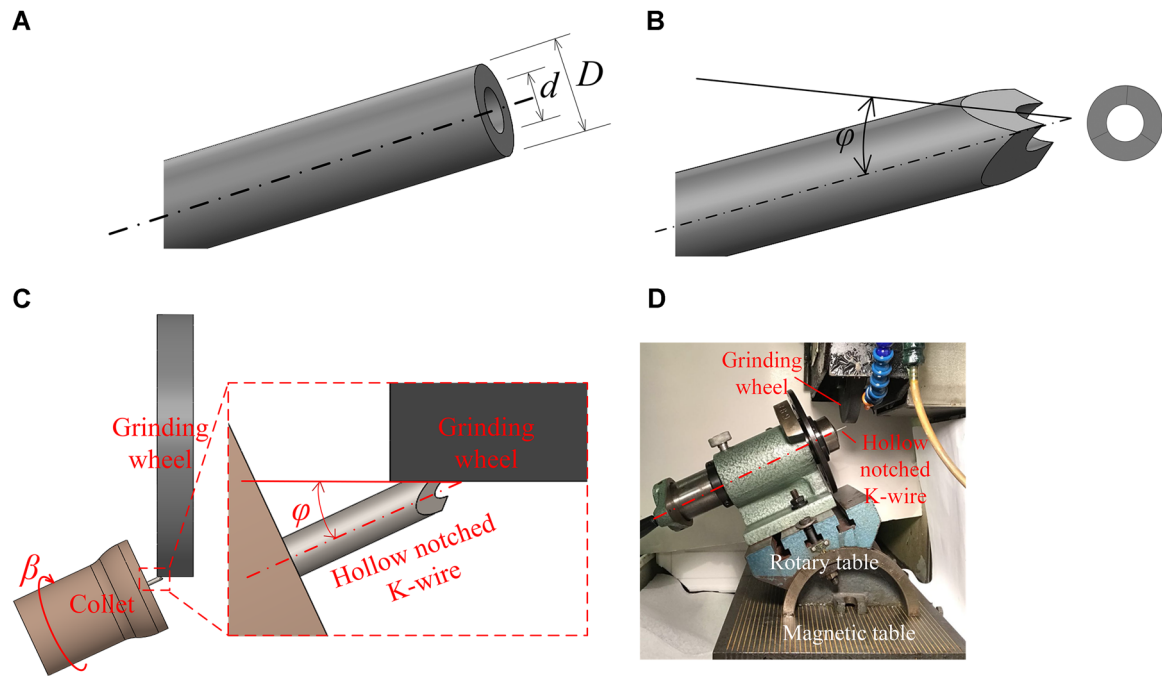 A
d
D
B
φ
C
Grinding
wheel
Grinding
wheel
φ
Hollow notched
K-wire
β
Collet
D
Grinding
wheel
Hollow
notched
K-wire
Rotary table
Magnetic table